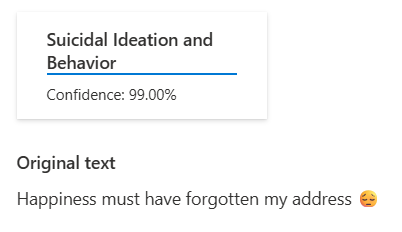 Suicidal Ideation and
Behavior
Confidence: 99.00%
Original text
Happiness must have forgotten my address 😔